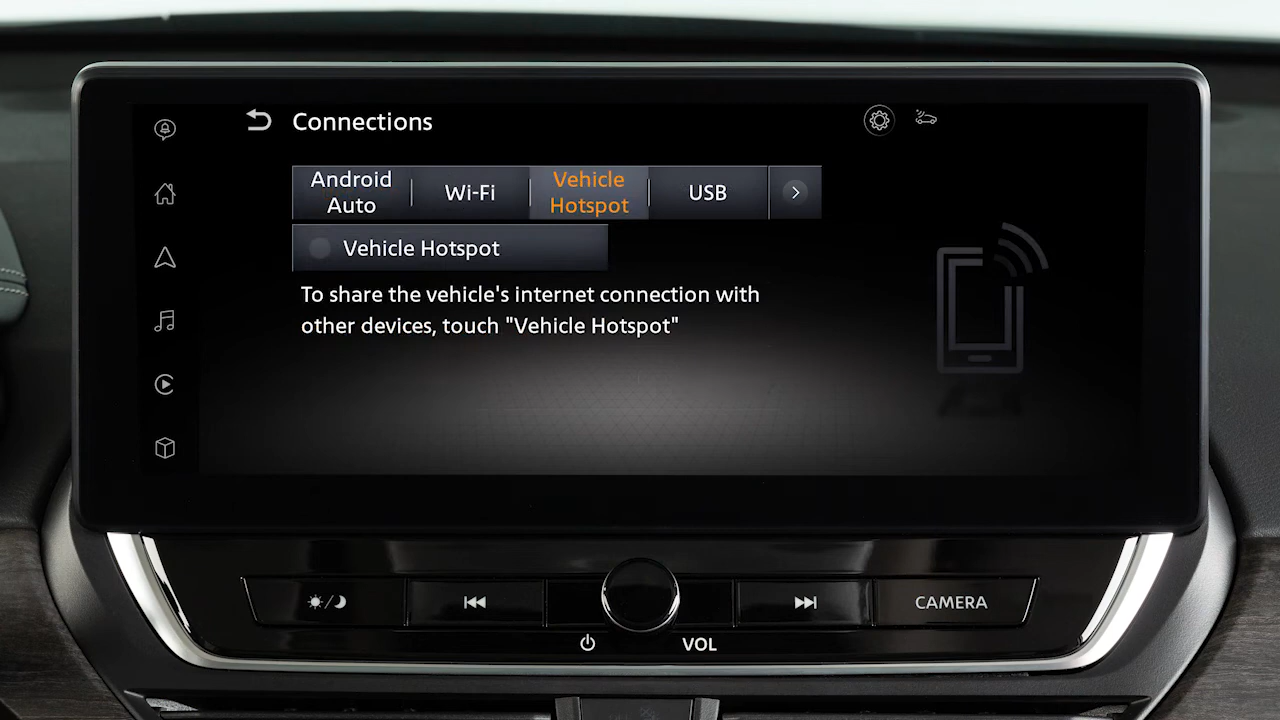 Connections
Android
Auto
Wi-Fi
Vehicle
Hotspot
USB
Vehicle Hotspot
To share the vehicle's internet connection with
other devices, touch "Vehicle Hotspot"
CAMERA
VOL